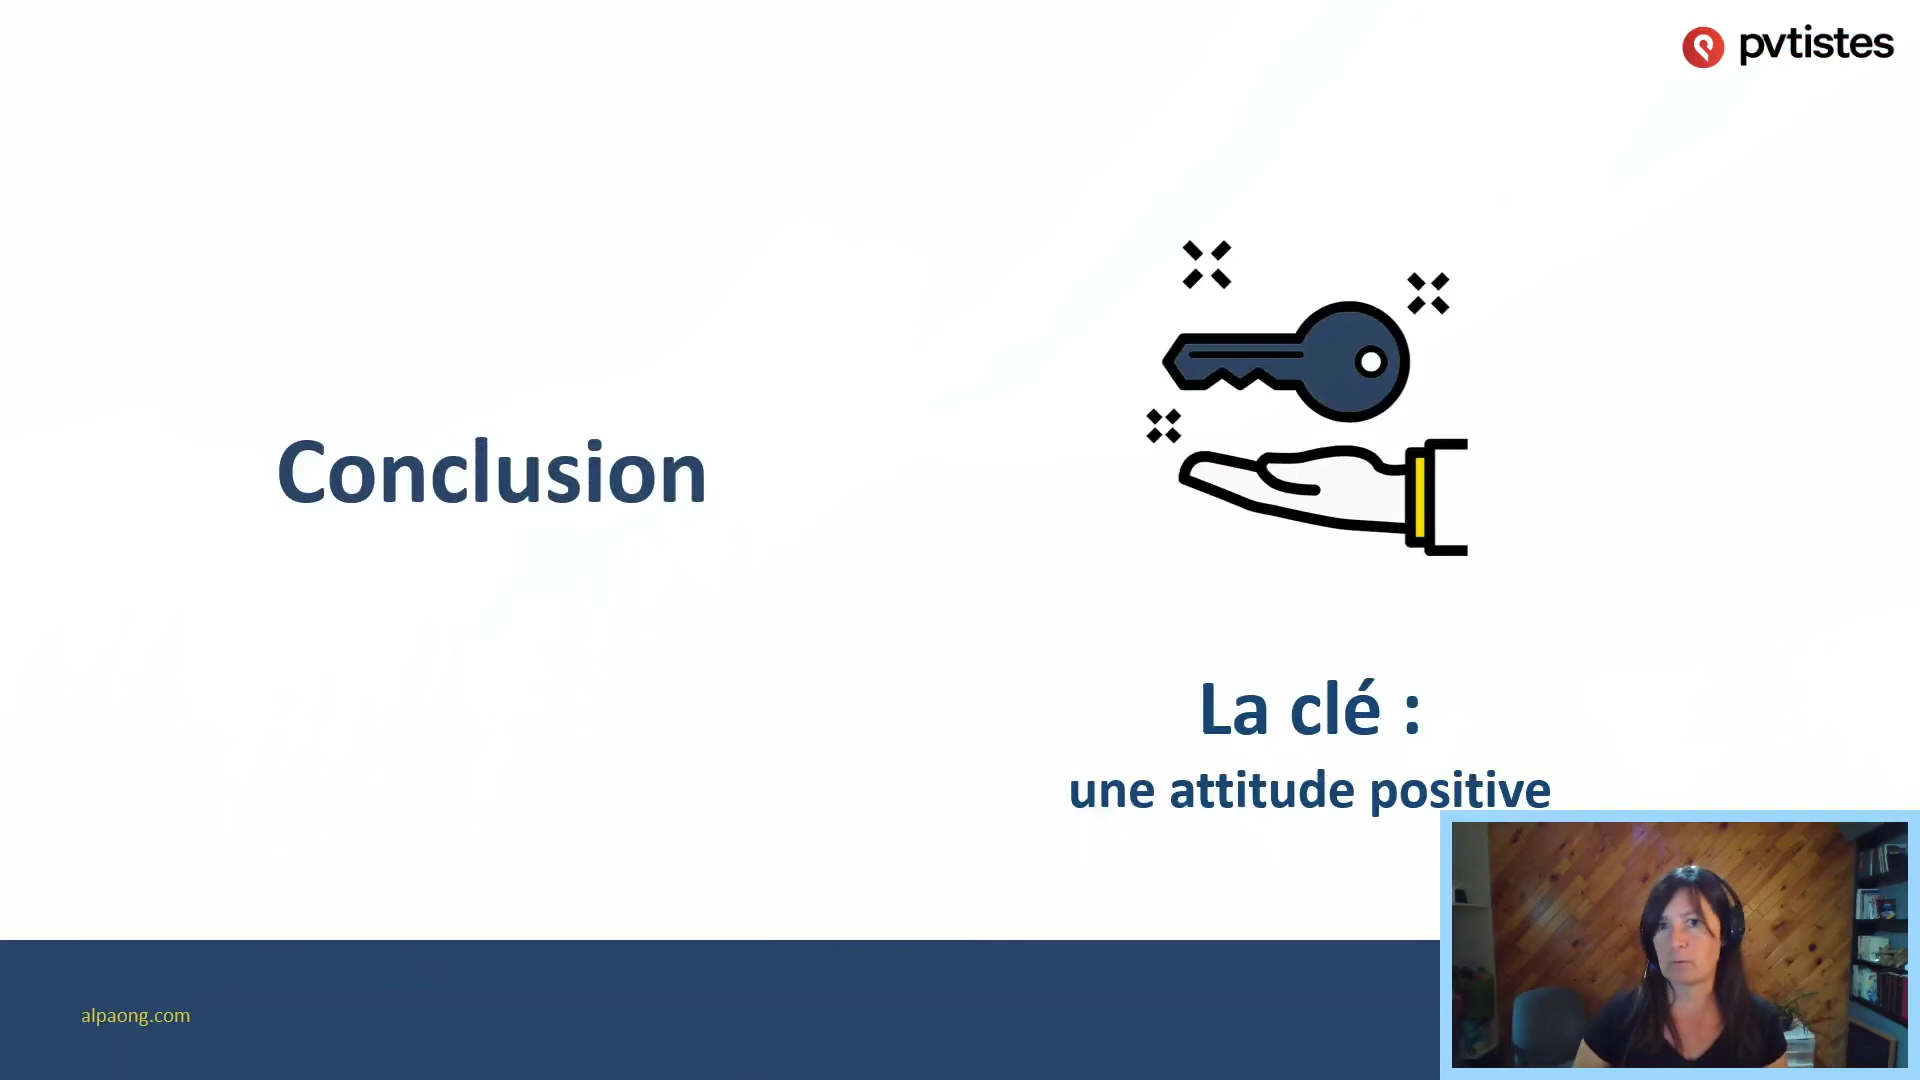 pvtistes
Conclusion
La clé :
une attitude positive
alpaong.com